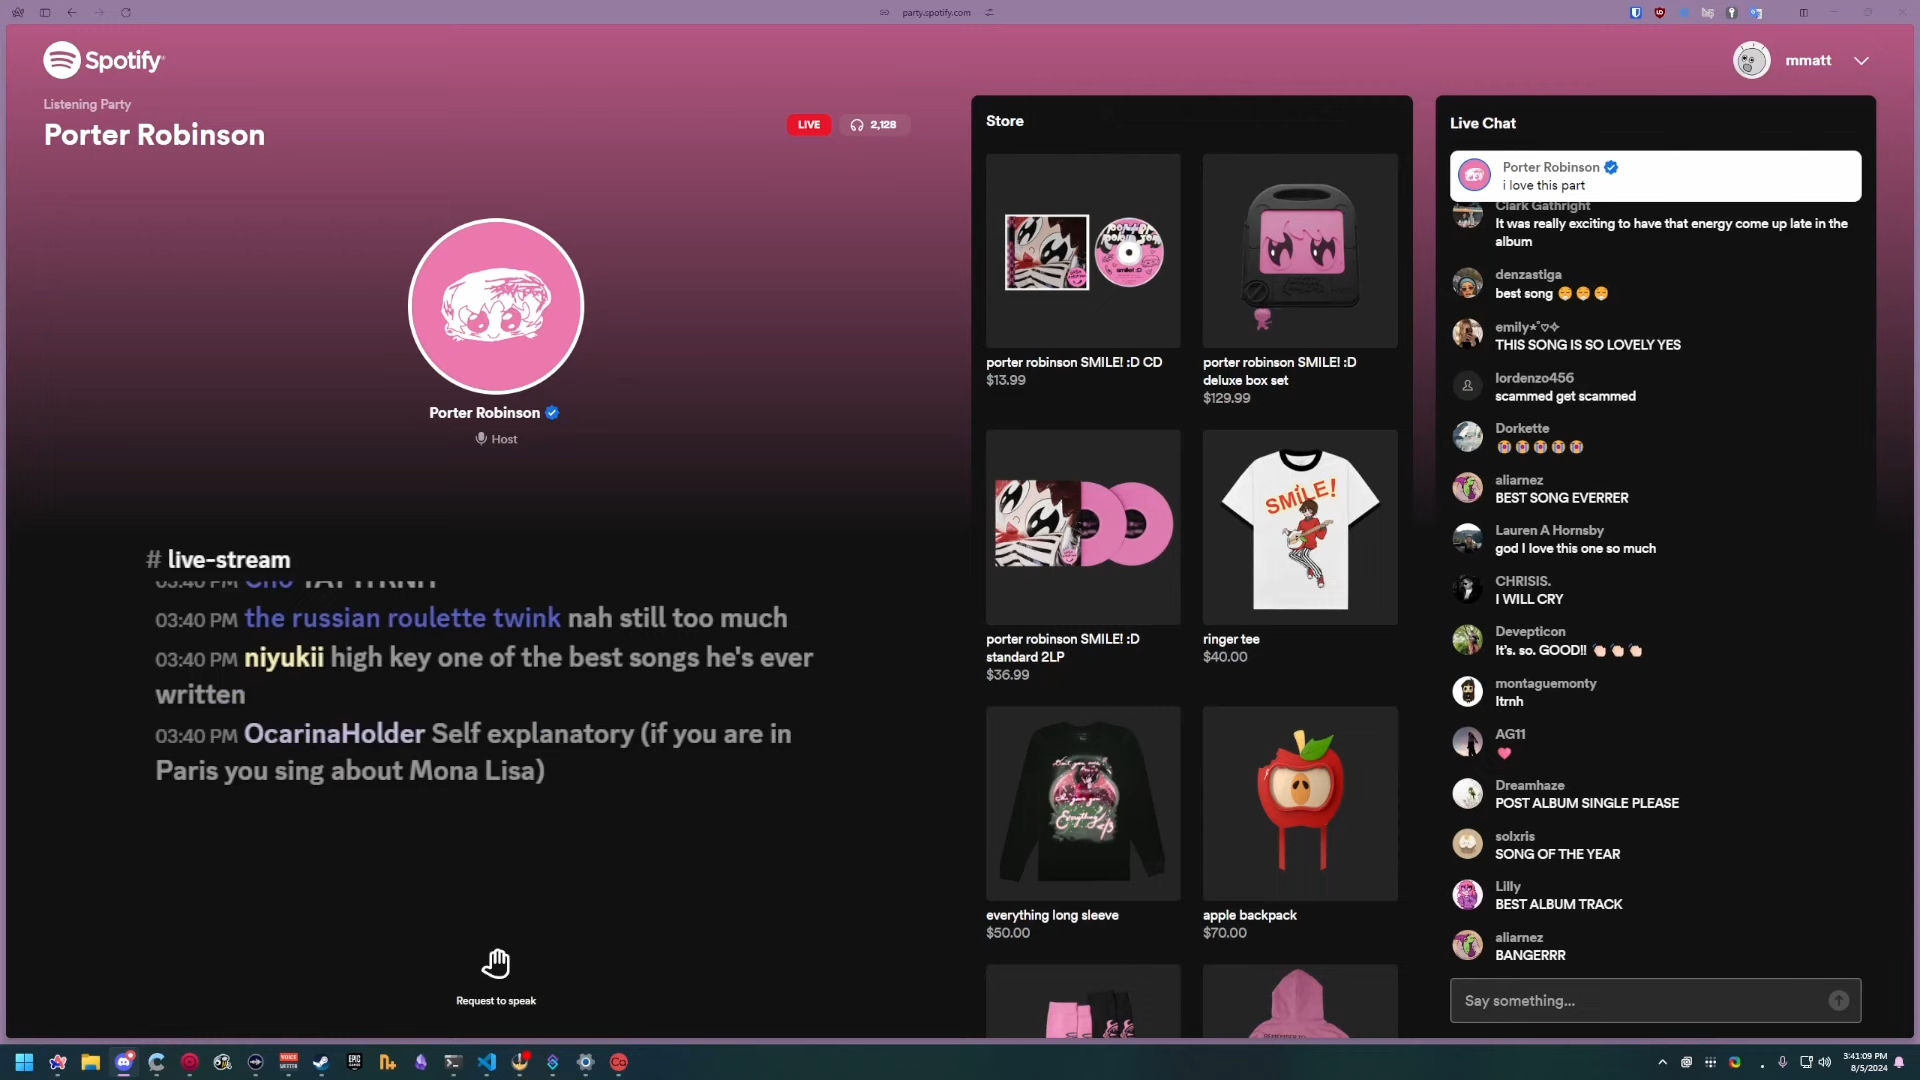 party.spotify.com
Spotify
mmatt
Listening Party
Porter Robinson
LIVE
2,128
Porter Robinson
Host
# live-stream
03:40 PM the russian roulette twink nah still too much
03:40 PM niyukii high key one of the best songs he's ever
written
03:40 PM OcarinaHolder Self explanatory (if you are in
Paris you sing about Mona Lisa)
Request to speak
Store
porter robinson SMILE! :D CD
$13.99
porter robinson SMILE! :D
deluxe box set
$129.99
SMiLE!
porter robinson SMILE! :D
standard 2LP
$36.99
ringer tee
$40.00
everything long sleeve
$50.00
apple backpack
$70.00
Live Chat
Porter Robinson
i love this part
Clark Gathright
It was really exciting to have that energy come up late in the
album
denzastiga
best song 😁😁😁
emily⋆˚♡✧
THIS SONG IS SO LOVELY YES
lordenzo456
scammed get scammed
Dorkette
😭😭😭😭😭
aliarnez
BEST SONG EVERRER
Lauren A Hornsby
god I love this one so much
CHRISIS.
I WILL CRY
Devepticon
It's. so. GOOD!! 👏🏻👏🏻👏🏻
montaguemonty
ltrnh
AG11
♥
Dreamhaze
POST ALBUM SINGLE PLEASE
solxris
SONG OF THE YEAR
Lilly
BEST ALBUM TRACK
aliarnez
BANGERRR
Say something...
3:41:09 PM
8/5/2024